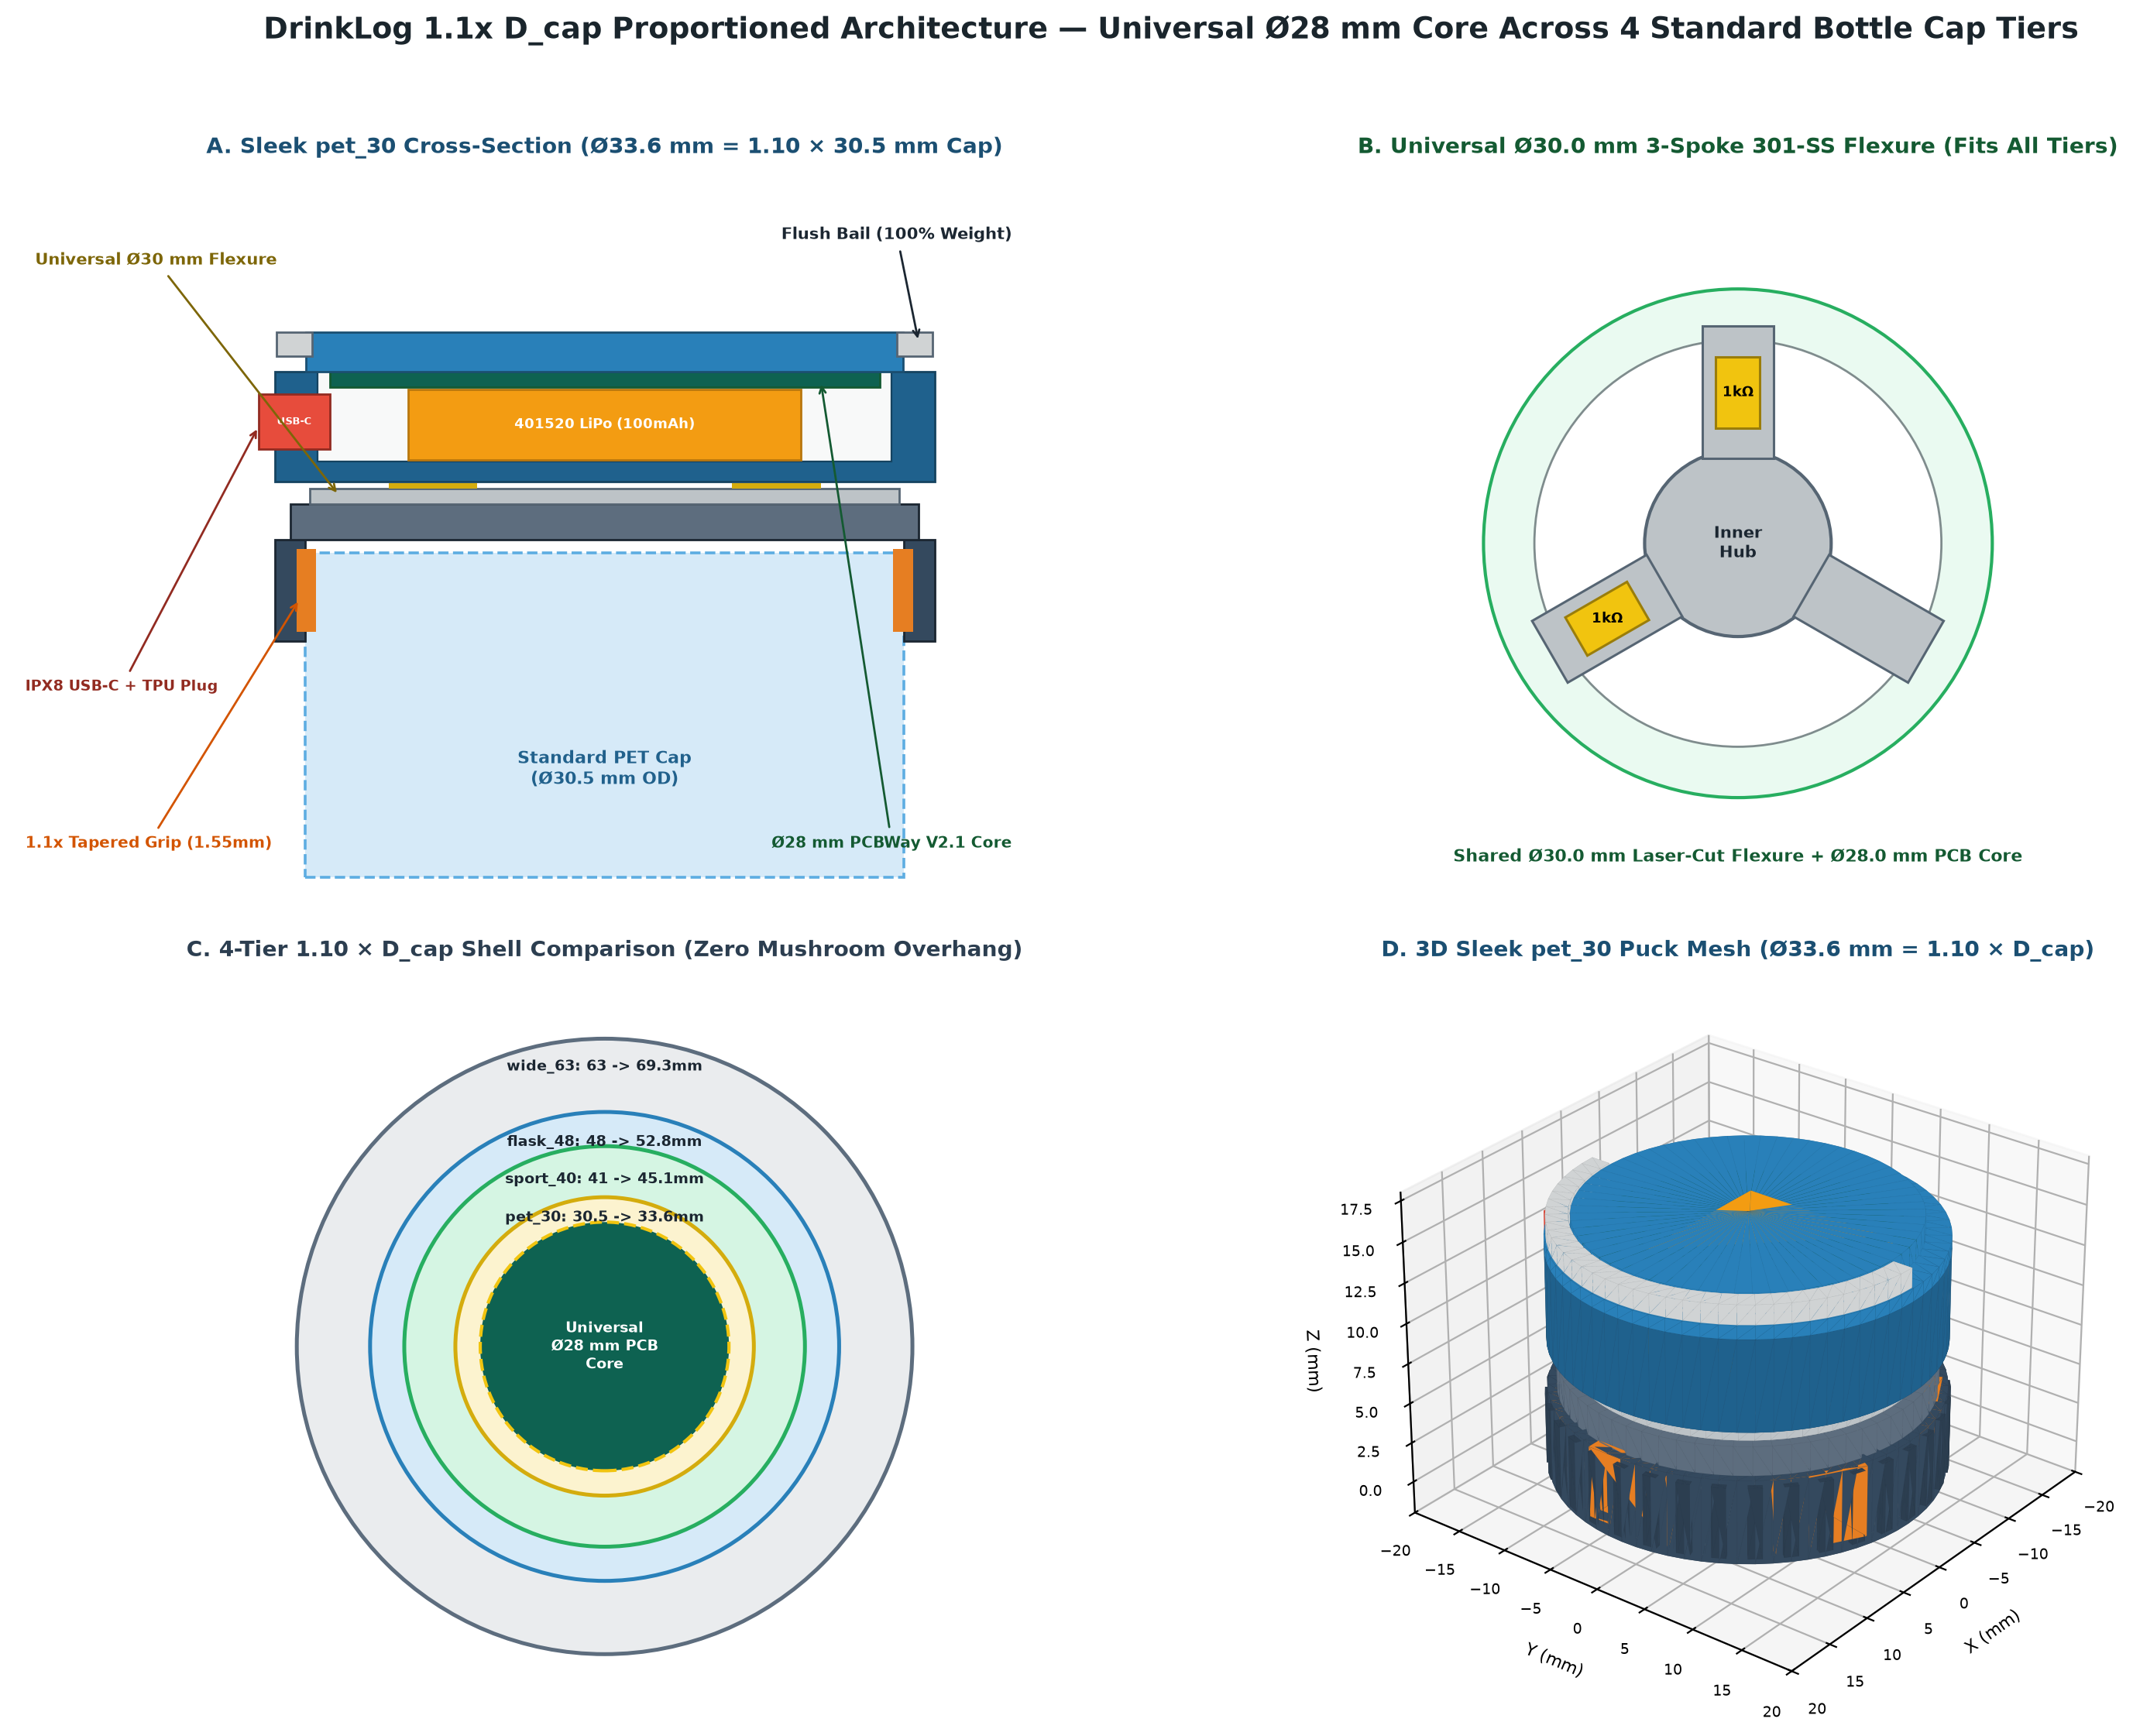 DrinkLog 1.1x D_cap Proportioned Architecture — Universal Ø28 mm Core Across 4 Standard Bottle Cap Tiers
A. Sleek pet_30 Cross-Section (Ø33.6 mm = 1.10 × 30.5 mm Cap)
Flush Bail (100% Weight)
Universal Ø30 mm Flexure
USB-C
401520 LiPo (100mAh)
IPX8 USB-C + TPU Plug
Standard PET Cap
(Ø30.5 mm OD)
1.1x Tapered Grip (1.55mm)
Ø28 mm PCBWay V2.1 Core
B. Universal Ø30.0 mm 3-Spoke 301-SS Flexure (Fits All Tiers)
1kΩ
Inner
Hub
1kΩ
Shared Ø30.0 mm Laser-Cut Flexure + Ø28.0 mm PCB Core
C. 4-Tier 1.10 × D_cap Shell Comparison (Zero Mushroom Overhang)
wide_63: 63 -> 69.3mm
flask_48: 48 -> 52.8mm
sport_40: 41 -> 45.1mm
pet_30: 30.5 -> 33.6mm
Universal
Ø28 mm PCB
Core
D. 3D Sleek pet_30 Puck Mesh (Ø33.6 mm = 1.10 × D_cap)
17.5
15.0
12.5
10.0
7.5
5.0
2.5
0.0
Z (mm)
−20
−15
−10
−5
0
5
10
15
20
Y (mm)
−20
−15
−10
−5
0
5
10
15
20
X (mm)